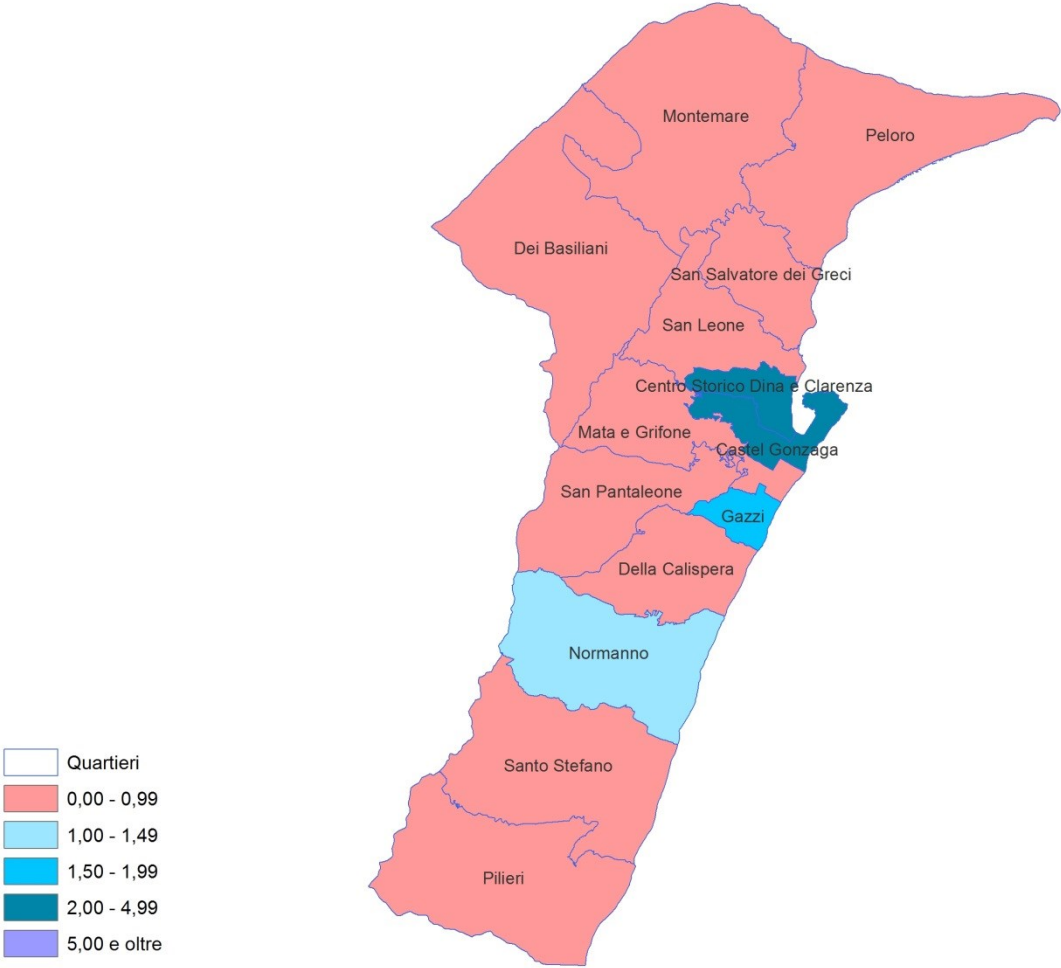 Montemare
Peloro
Dei Basiliani
San Salvatore dei Greci
San Leone
Centro Storico Dina e Clarenza
Mata e Grifone
Castel Gonzaga
San Pantaleone
Gazzi
Della Calispera
Normanno
Santo Stefano
Pilieri
Quartieri
0,00 - 0,99
1,00 - 1,49
1,50 - 1,99
2,00 - 4,99
5,00 e oltre